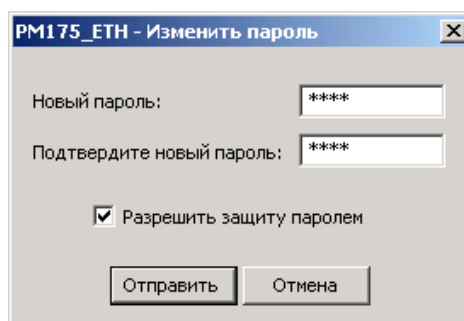 PM175_ETH - Изменить пароль
Новый пароль: ****
Подтвердите новый пароль: ****
Разрешить защиту паролем
Отправить Отмена